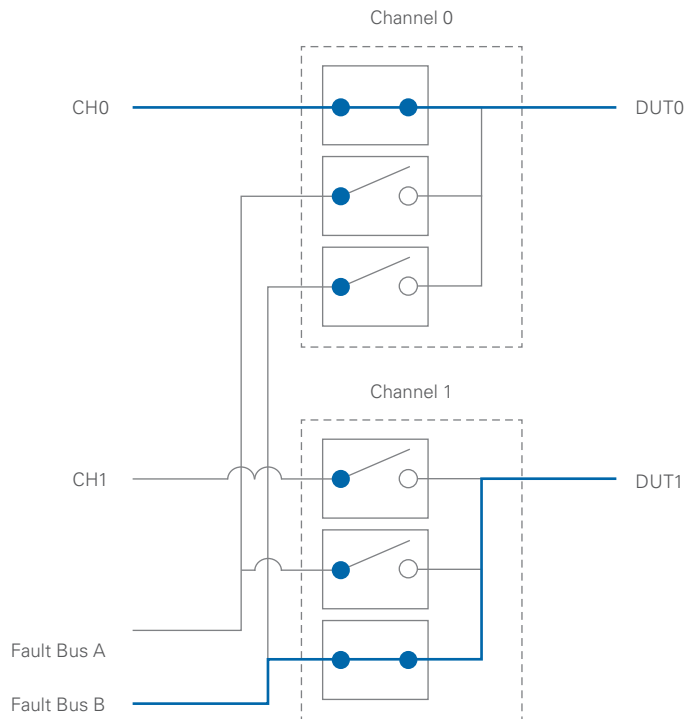 Channel 0
CH0
DUT0
Channel 1
CH1
DUT1
Fault Bus A
Fault Bus B